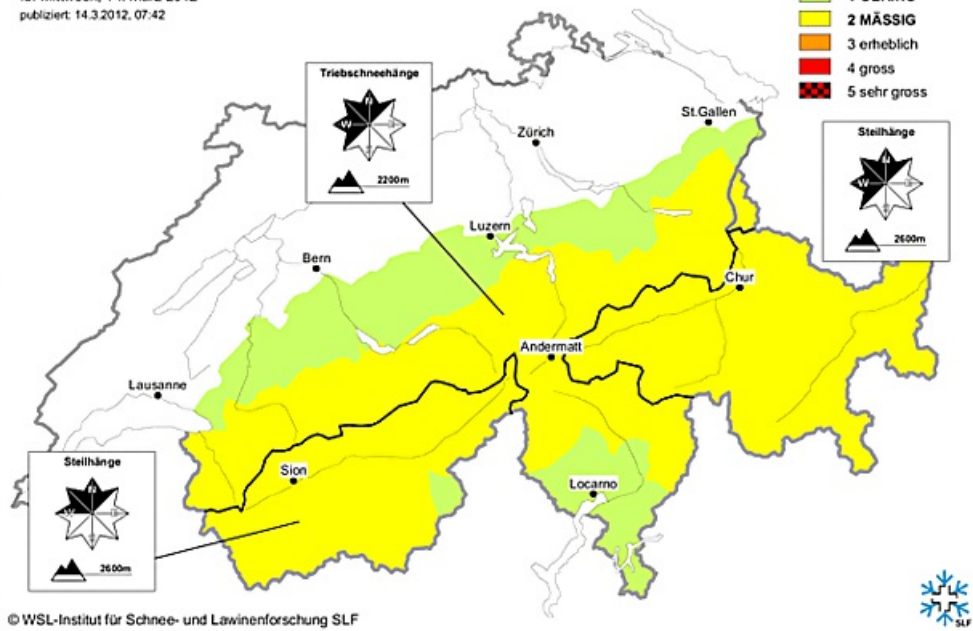 publiziert: 14.3.2012, 07:42
2 MÄSSIG
3 erheblich
4 gross
5 sehr gross
Triebschneehänge
N
W
2200m
Steilhänge
N
W
2600m
St.Gallen
Zürich
Luzern
Bern
Chur
Andermatt
Lausanne
Sion
Locarno
Steilhänge
N
W
2600m
© WSL-Institut für Schnee- und Lawinenforschung SLF
SLF